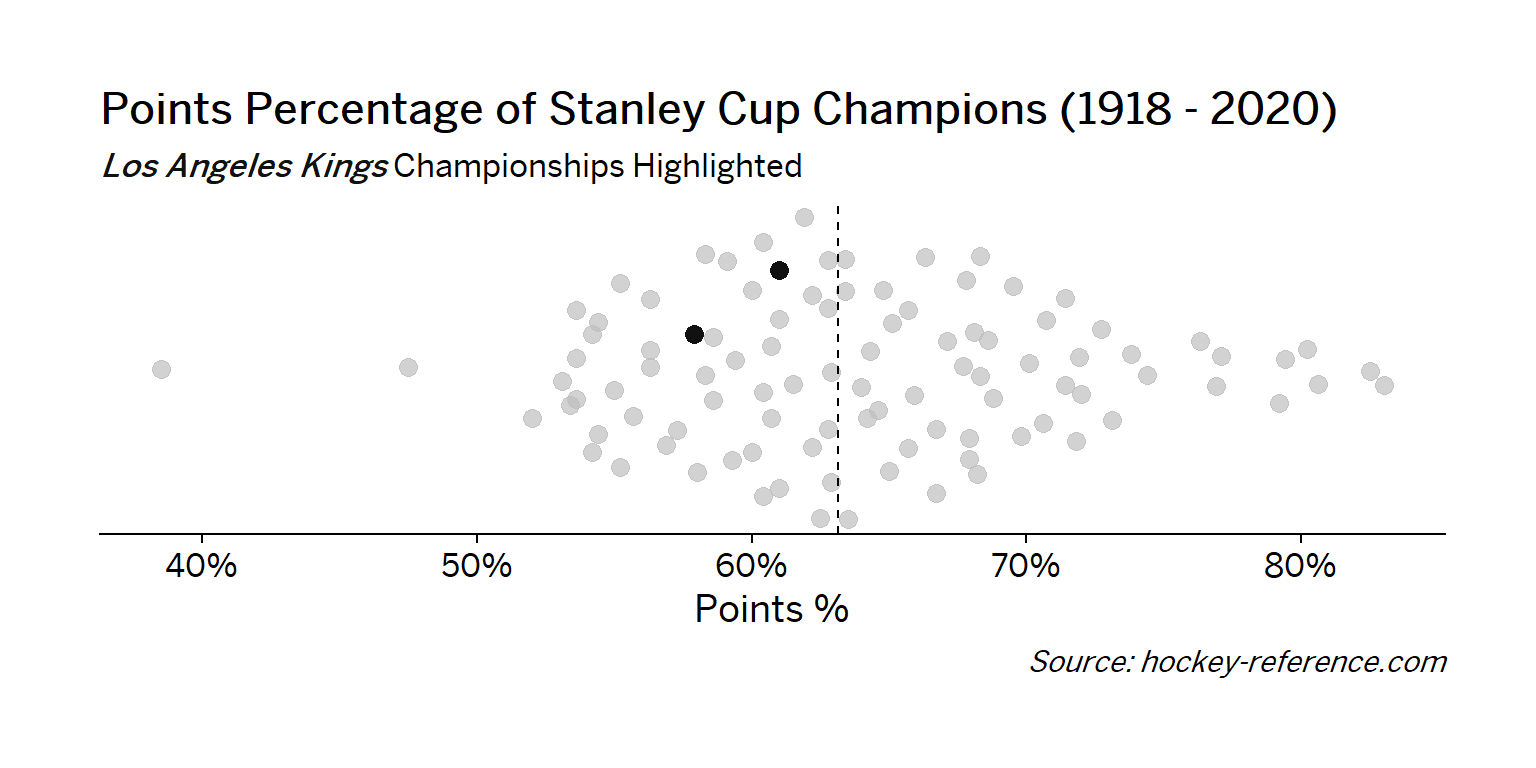 Points Percentage of Stanley Cup Champions (1918 - 2020)
Los Angeles Kings Championships Highlighted
40% 50% 60% 70% 80%
Points %
Source: hockey-reference.com